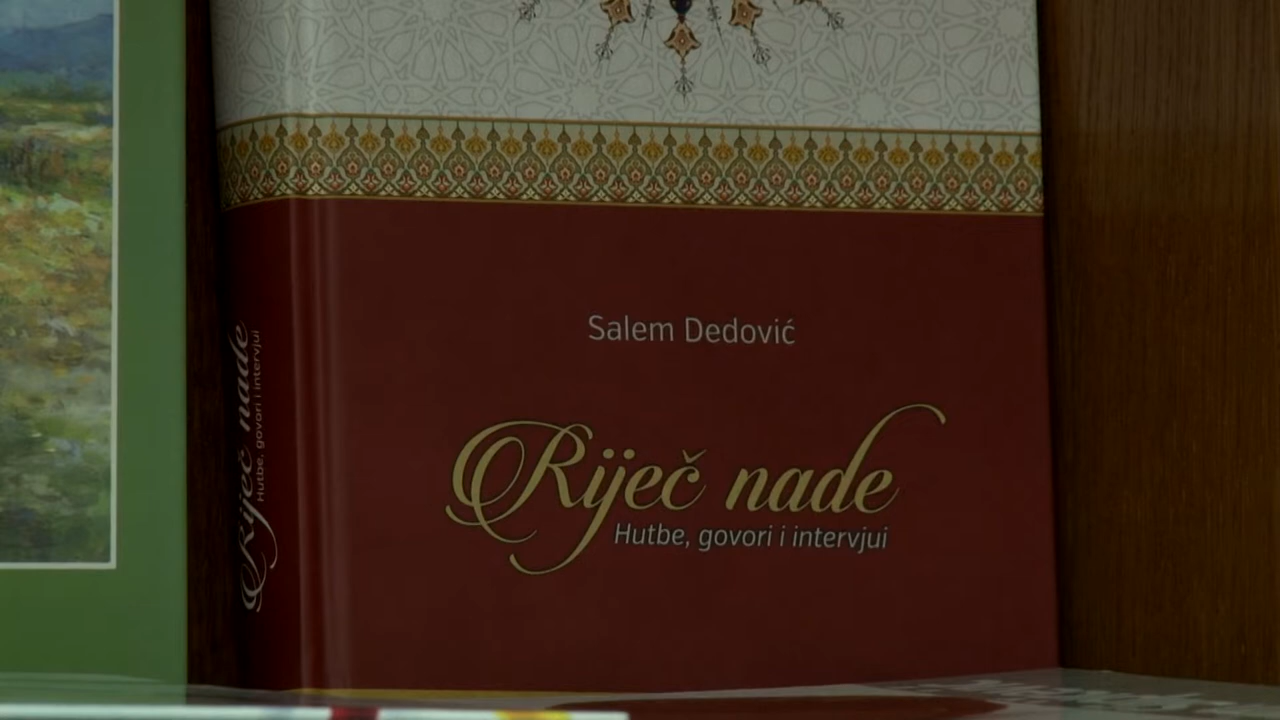 Salem Dedović
Riječ nade
Hutbe, govori i intervjui
Riječ nade
Hutbe, govori i intervjui